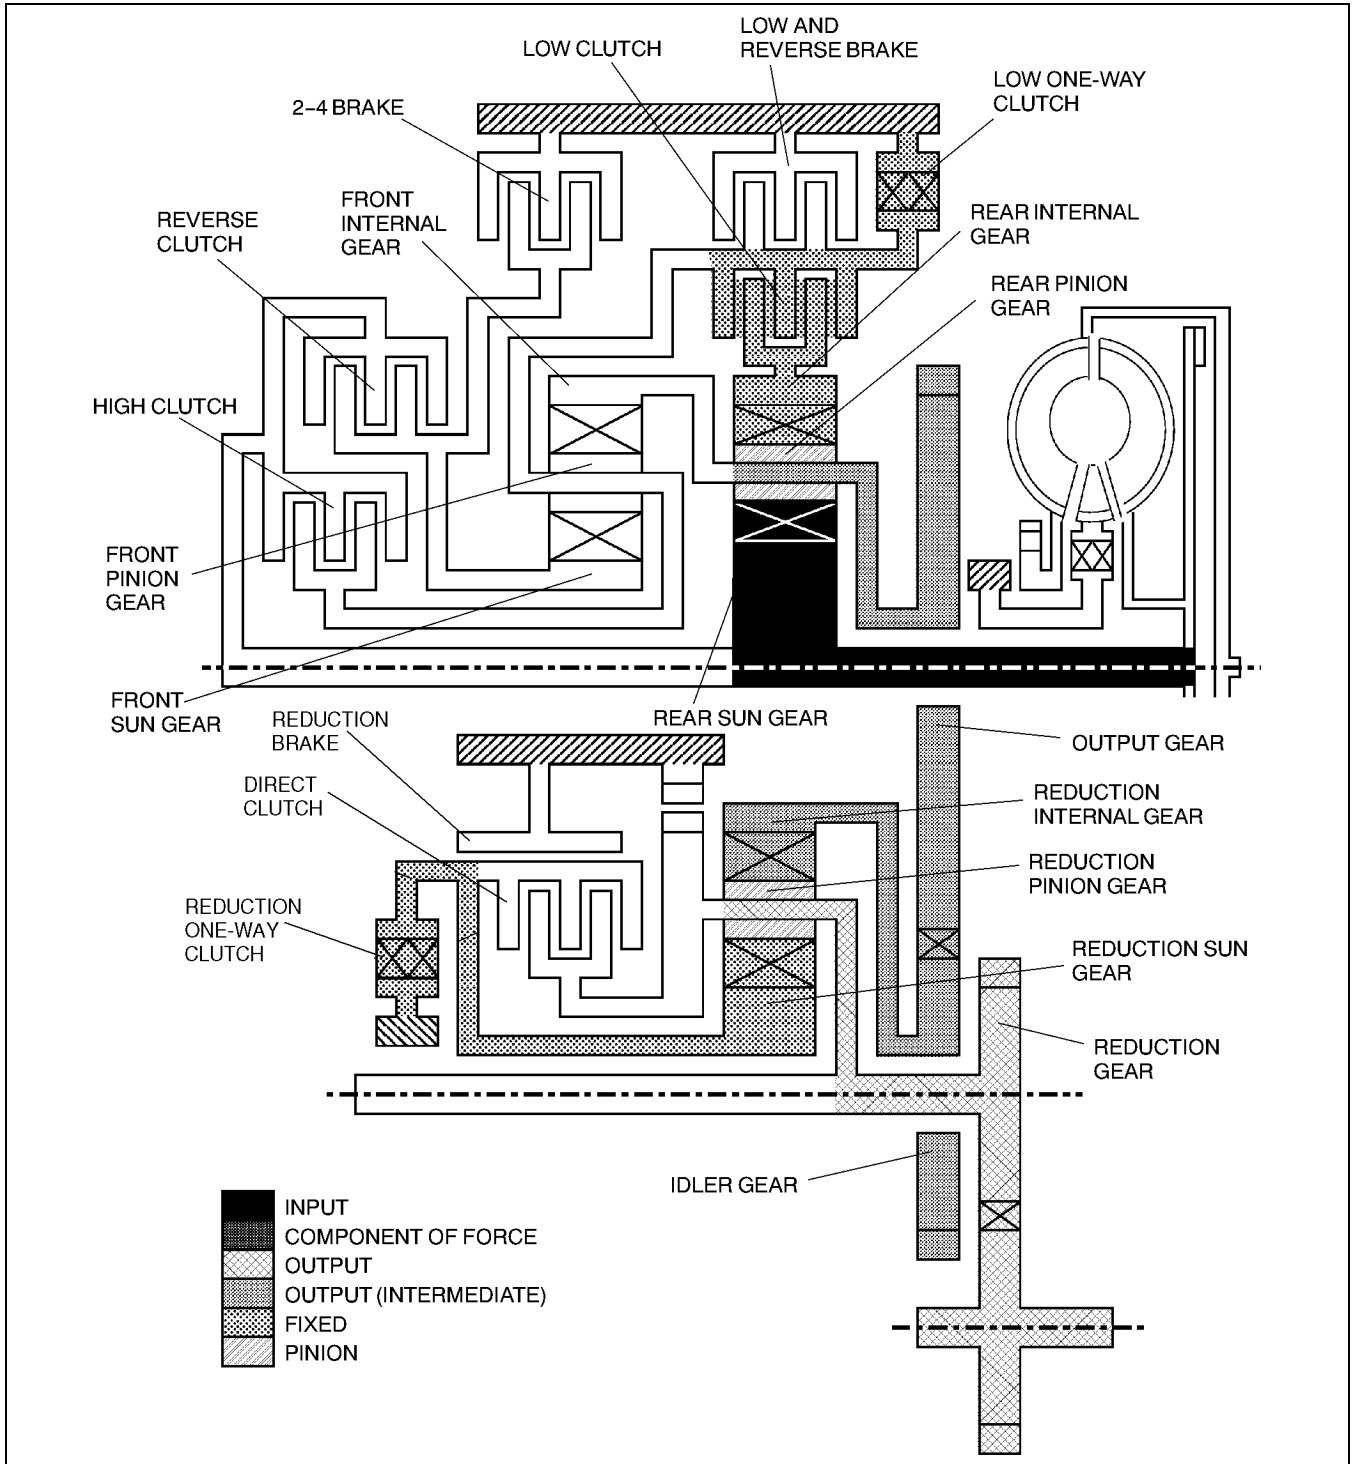 LOW AND
REVERSE BRAKE
LOW CLUTCH
LOW ONE-WAY
CLUTCH
2-4 BRAKE
FRONT
INTERNAL
GEAR
REVERSE
CLUTCH
REAR INTERNAL
GEAR
REAR PINION
GEAR
HIGH CLUTCH
FRONT
PINION
GEAR
FRONT
SUN GEAR
REAR SUN GEAR
REDUCTION
BRAKE
OUTPUT GEAR
DIRECT
CLUTCH
REDUCTION
INTERNAL GEAR
REDUCTION
PINION GEAR
REDUCTION
ONE-WAY
CLUTCH
REDUCTION SUN
GEAR
REDUCTION
GEAR
IDLER GEAR
INPUT
COMPONENT OF FORCE
OUTPUT
OUTPUT (INTERMEDIATE)
FIXED
PINION